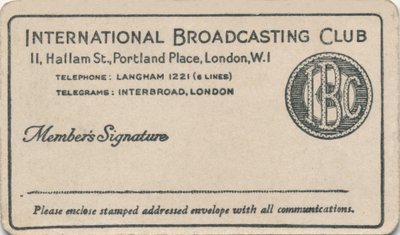 INTERNATIONAL BROADCASTING CLUB
11, Hallam St., Portland Place, London, W.1
TELEPHONE: LANGHAM 1221 (6 LINES)
TELEGRAMS: INTERBROAD, LONDON
IBC
Member's Signature
Please enclose stamped addressed envelope with all communications.